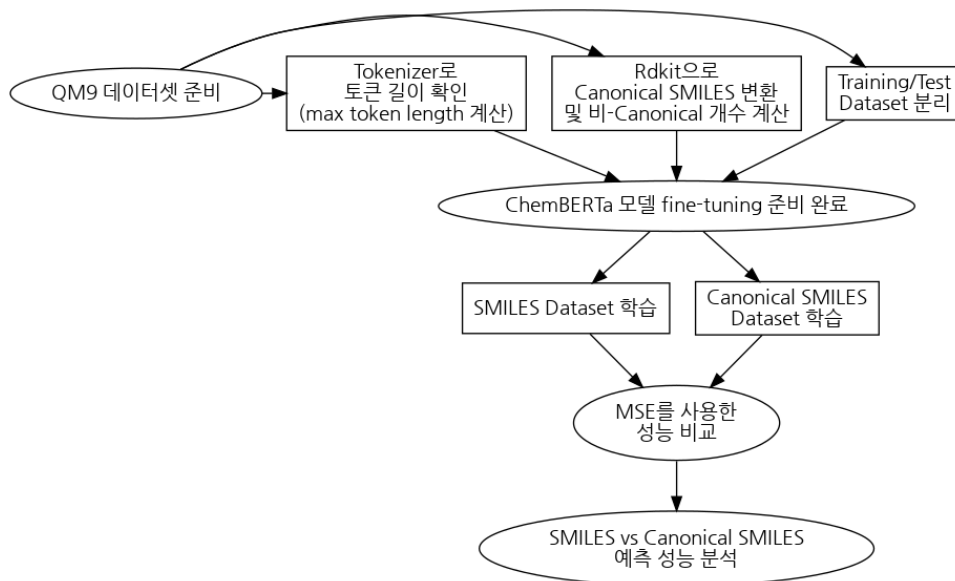 QM9 데이터셋 준비
Tokenizer로
토큰 길이 확인
(max token length 계산)
Rdkit으로
Canonical SMILES 변환
및 비-Canonical 개수 계산
Training/Test
Dataset 분리
ChemBERTa 모델 fine-tuning 준비 완료
SMILES Dataset 학습
Canonical SMILES
Dataset 학습
MSE를 사용한
성능 비교
SMILES vs Canonical SMILES
예측 성능 분석